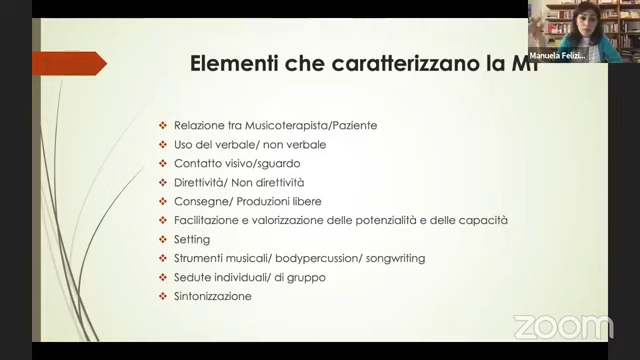 Elementi che caratterizzano la MT
Manuela Felizi...
Relazione tra Musicoterapista/Paziente
Uso del verbale/ non verbale
Contatto visivo/sguardo
Direttività/ Non direttività
Consegne/ Produzioni libere
Facilitazione e valorizzazione delle potenzialità e delle capacità
Setting
Strumenti musicali/ bodypercussion/ songwriting
Sedute individuali/ di gruppo
Sintonizzazione
zoom